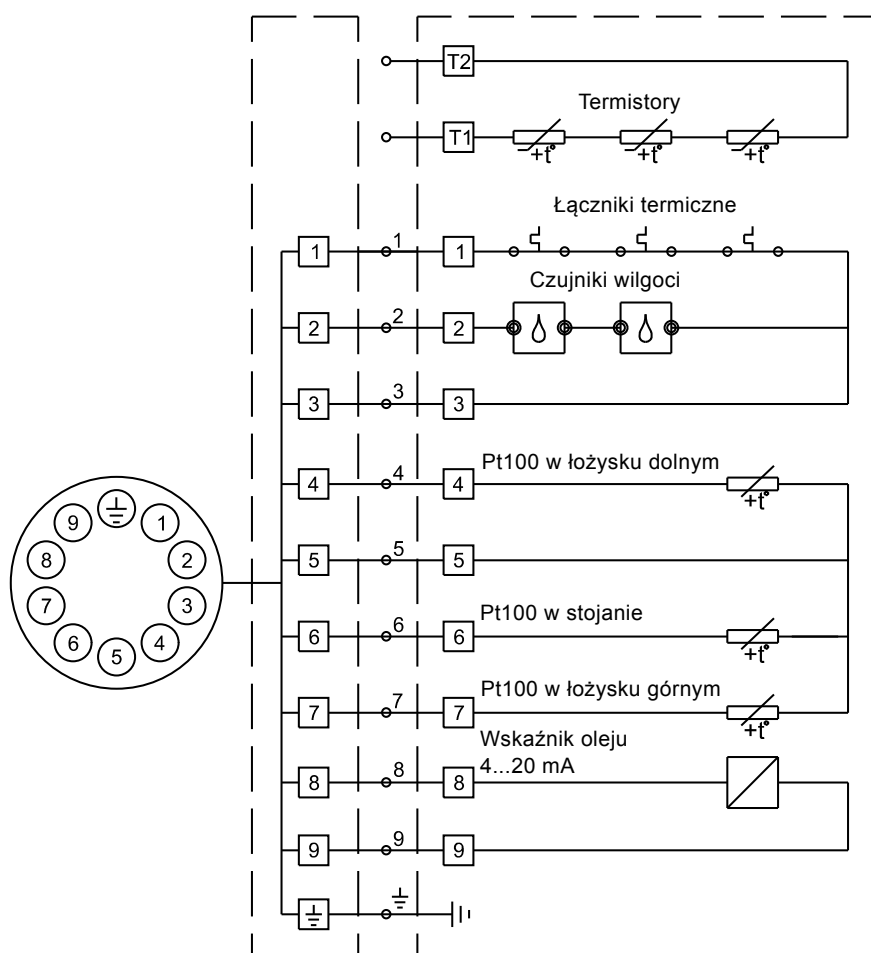 T2
Termistory
T1
+t°
+t°
+t°
Łączniki termiczne
1
1
1
Czujniki wilgoci
2
2
2
3
3
3
Pt100 w łożysku dolnym
4
4
4
+t°
5
5
5
Pt100 w stojanie
6
6
6
+t°
Pt100 w łożysku górnym
7
7
7
+t°
Wskaźnik oleju
4...20 mA
8
8
8
9
9
9
9
1
8
2
7
3
6
4
5